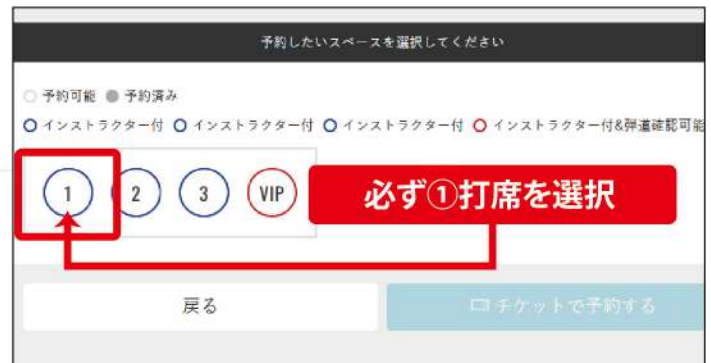 予約したいスペースを選択してください
予約可能 予約済み
インストラクター付 インストラクター付 インストラクター付 インストラクター付&弾道確認可能
1 2 3 VIP 必ず①打席を選択
戻る チケットで予約する